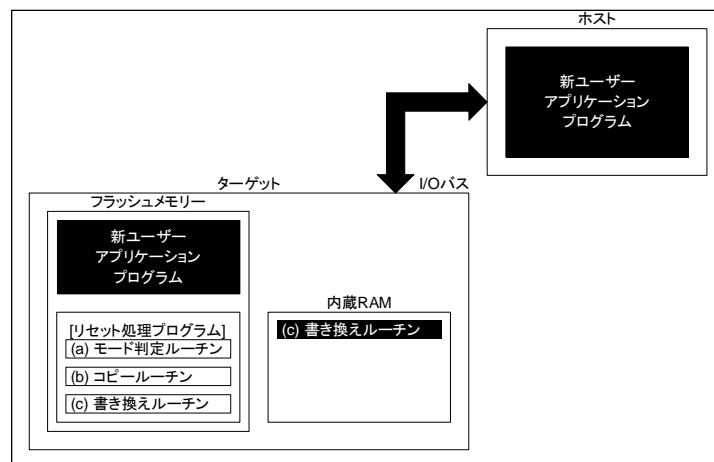 ホスト
新ユーザー
アプリケーション
プログラム
ターゲット
I/Oバス
フラッシュメモリー
新ユーザー
アプリケーション
プログラム
内蔵RAM
[リセット処理プログラム]
(a) モード判定ルーチン
(b) コピールーチン
(c) 書き換えルーチン
(c) 書き換えルーチン